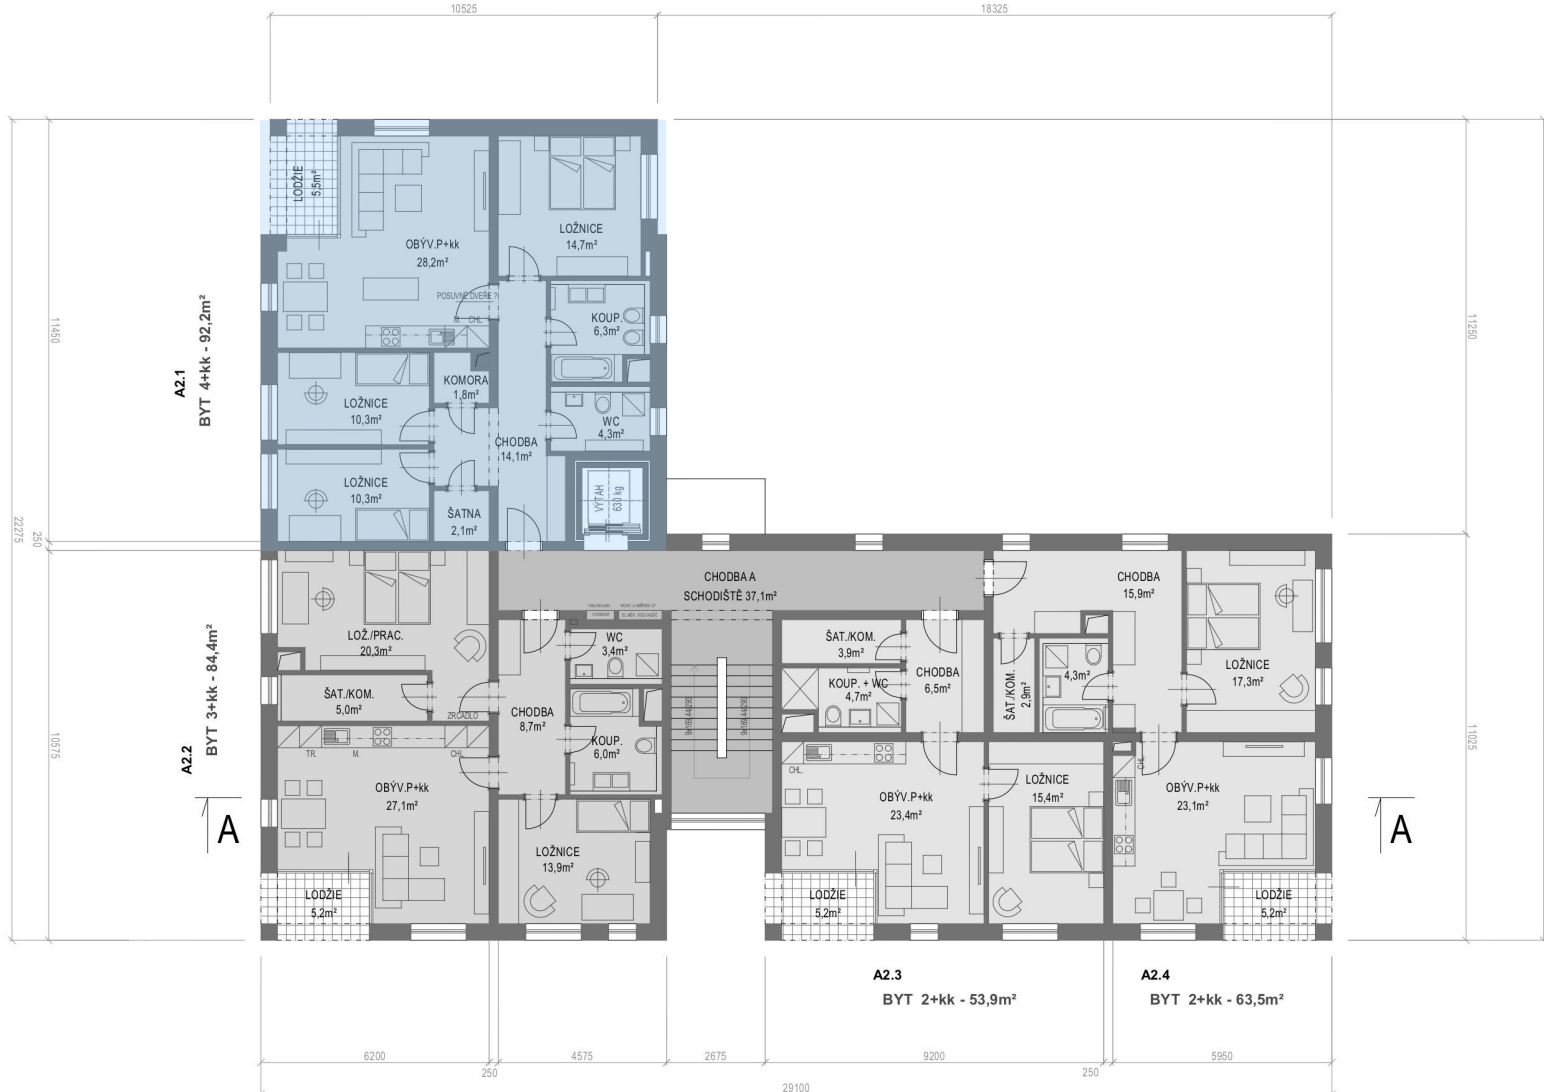 10525
18325
LODŽIE
5,5m²
OBÝV.P+kk
28,2m²
LOŽNICE
14,7m²
POSUVNÉ DVEŘE ?
M.
CHL.
KOUP.
6,3m²
KOMORA
1,8m²
LOŽNICE
10,3m²
WC
4,3m²
CHODBA
14,1m²
LOŽNICE
10,3m²
ŠATNA
2,1m²
VÝTAH
630 kg
A2.1
BYT 4+kk - 92,2m²
11450
22275
250
11250
CHODBA A
SCHODIŠTĚ 37,1m²
CHODBA
15,9m²
LOŽ./PRAC.
20,3m²
WC
3,4m²
ŠAT./KOM.
3,9m²
CHODBA
6,5m²
KOUP. + WC
4,7m²
ŠAT./KOM.
2,9m²
4,3m²
LOŽNICE
17,3m²
ŠAT./KOM.
5,0m²
ZRCADLO
CHODBA
8,7m²
KOUP.
6,0m²
TR.
M.
CHL.
CHL.
CHL.
A2.2
BYT 3+kk - 84,4m²
10575
11025
OBÝV.P+kk
27,1m²
LOŽNICE
13,9m²
OBÝV.P+kk
23,4m²
LOŽNICE
15,4m²
OBÝV.P+kk
23,1m²
A
A
LODŽIE
5,2m²
LODŽIE
5,2m²
LODŽIE
5,2m²
A2.3
BYT 2+kk - 53,9m²
A2.4
BYT 2+kk - 63,5m²
6200
4575
2675
9200
5950
250
250
29100